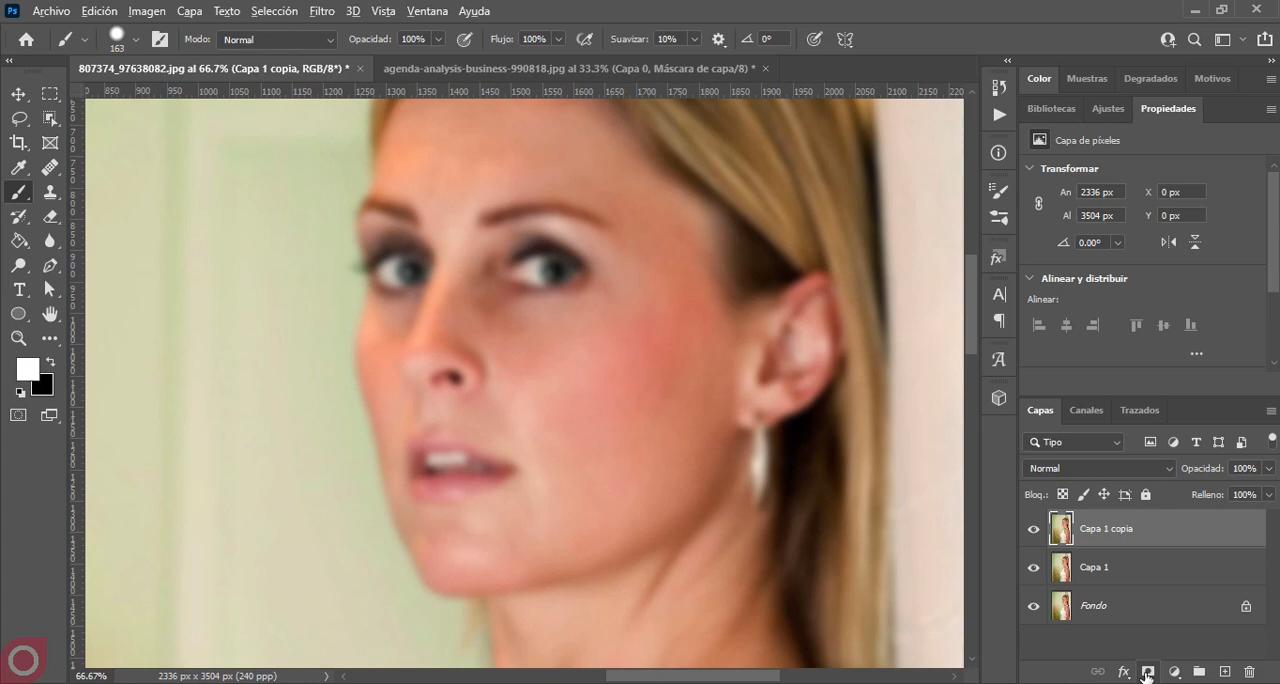 Ps Archivo Edición Imagen Capa Texto Selección Filtro 3D Vista Ventana Ayuda
163 Modo: Normal Opacidad: 100% Flujo: 100% Suavizar: 10% 0°
807374_97638082.jpg al 66.7% (Capa 1 copia, RGB/8*) * × agenda-analysis-business-990818.jpg al 33.3% (Capa 0, Máscara de capa/8) * ×
850 900 950 1000 1050 1100 1150 1200 1250 1300 1350 1400 1450 1500 1550 1600 1650 1700 1750 1800 1850 1900 1950 2000 2050 2100 2150 220
Color Muestras Degradados Motivos
Bibliotecas Ajustes Propiedades
Capa de píxeles
Transformar
An 2336 px X 0 px
Al 3504 px Y 0 px
0.00°
Alinear y distribuir
Alinear:
Capas Canales Trazados
Tipo
Normal Opacidad: 100%
Bloq.: Relleno: 100%
Capa 1 copia
Capa 1
Fondo
66.67% 2336 px x 3504 px (240 ppp)